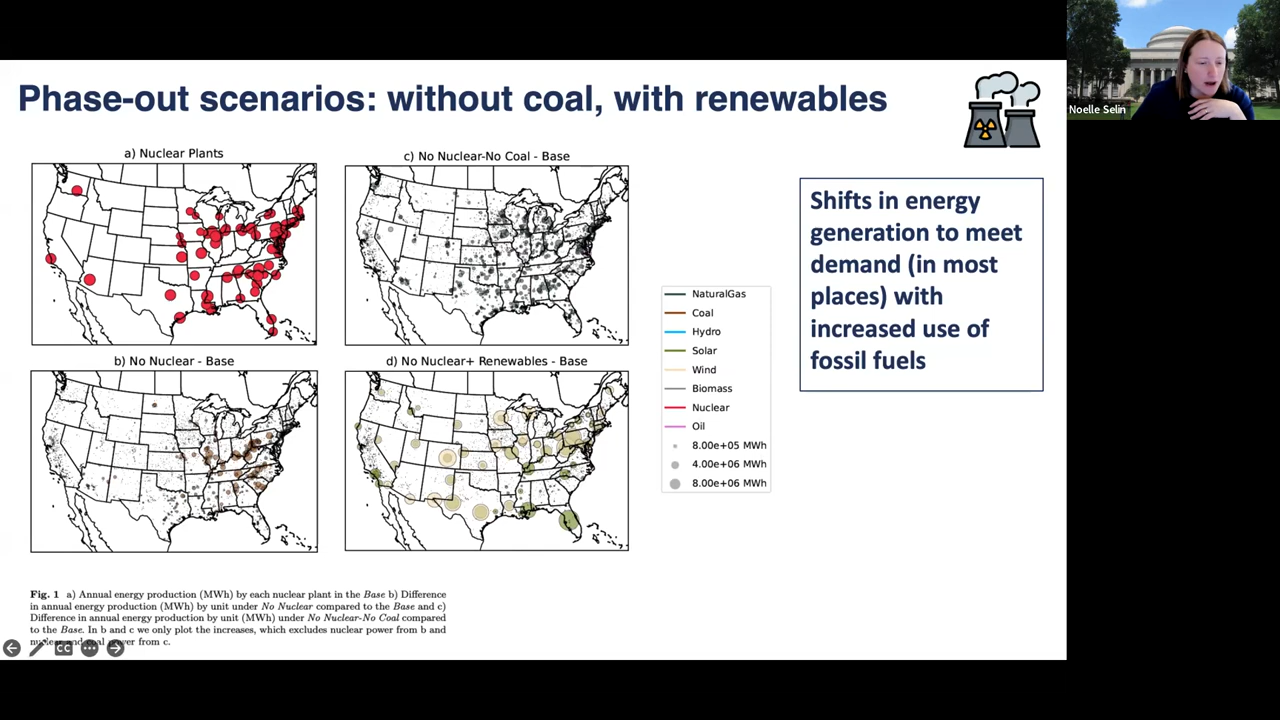 Noelle Selin
Phase-out scenarios: without coal, with renewables
a) Nuclear Plants
c) No Nuclear-No Coal - Base
b) No Nuclear - Base
d) No Nuclear+ Renewables - Base
NaturalGas
Coal
Hydro
Solar
Wind
Biomass
Nuclear
Oil
8.00e+05 MWh
4.00e+06 MWh
8.00e+06 MWh
Shifts in energy
generation to meet
demand (in most
places) with
increased use of
fossil fuels
Fig. 1 a) Annual energy production (MWh) by each nuclear plant in the Base b) Difference
in annual energy production (MWh) by unit under No Nuclear compared to the Base and c)
Difference in annual energy production by unit (MWh) under No Nuclear-No Coal compared
to the Base. In b and c we only plot the increases, which excludes nuclear power from b and
nuclear and coal power from c.
CC